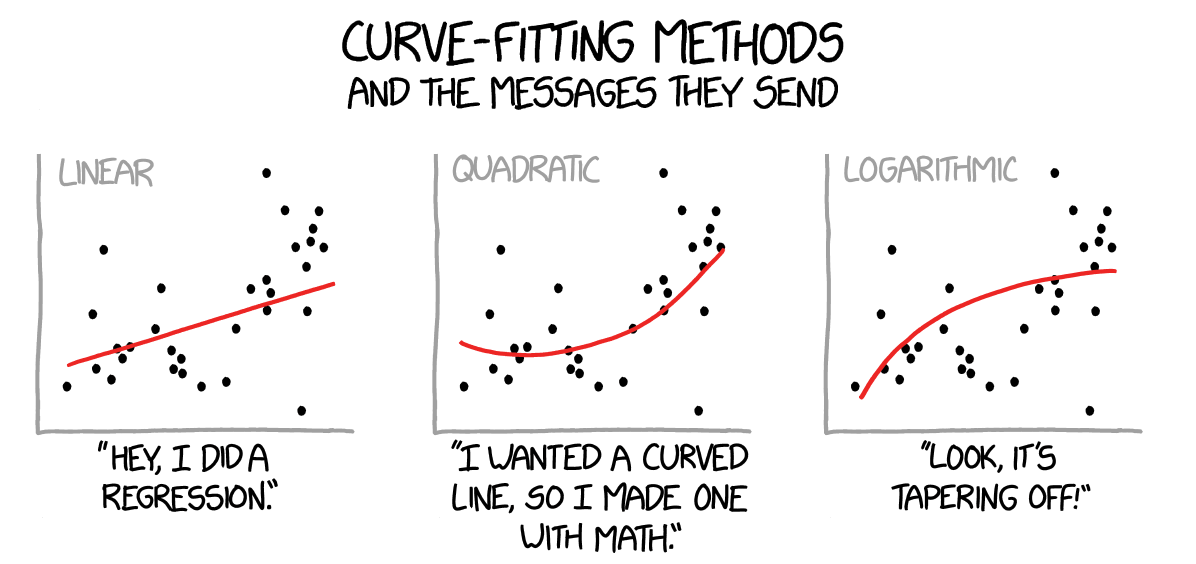 CURVE-FITTING METHODS
AND THE MESSAGES THEY SEND
LINEAR
"HEY, I DID A
REGRESSION."
QUADRATIC
"I WANTED A CURVED
LINE, SO I MADE ONE
WITH MATH."
LOGARITHMIC
"LOOK, IT'S
TAPERING OFF!"